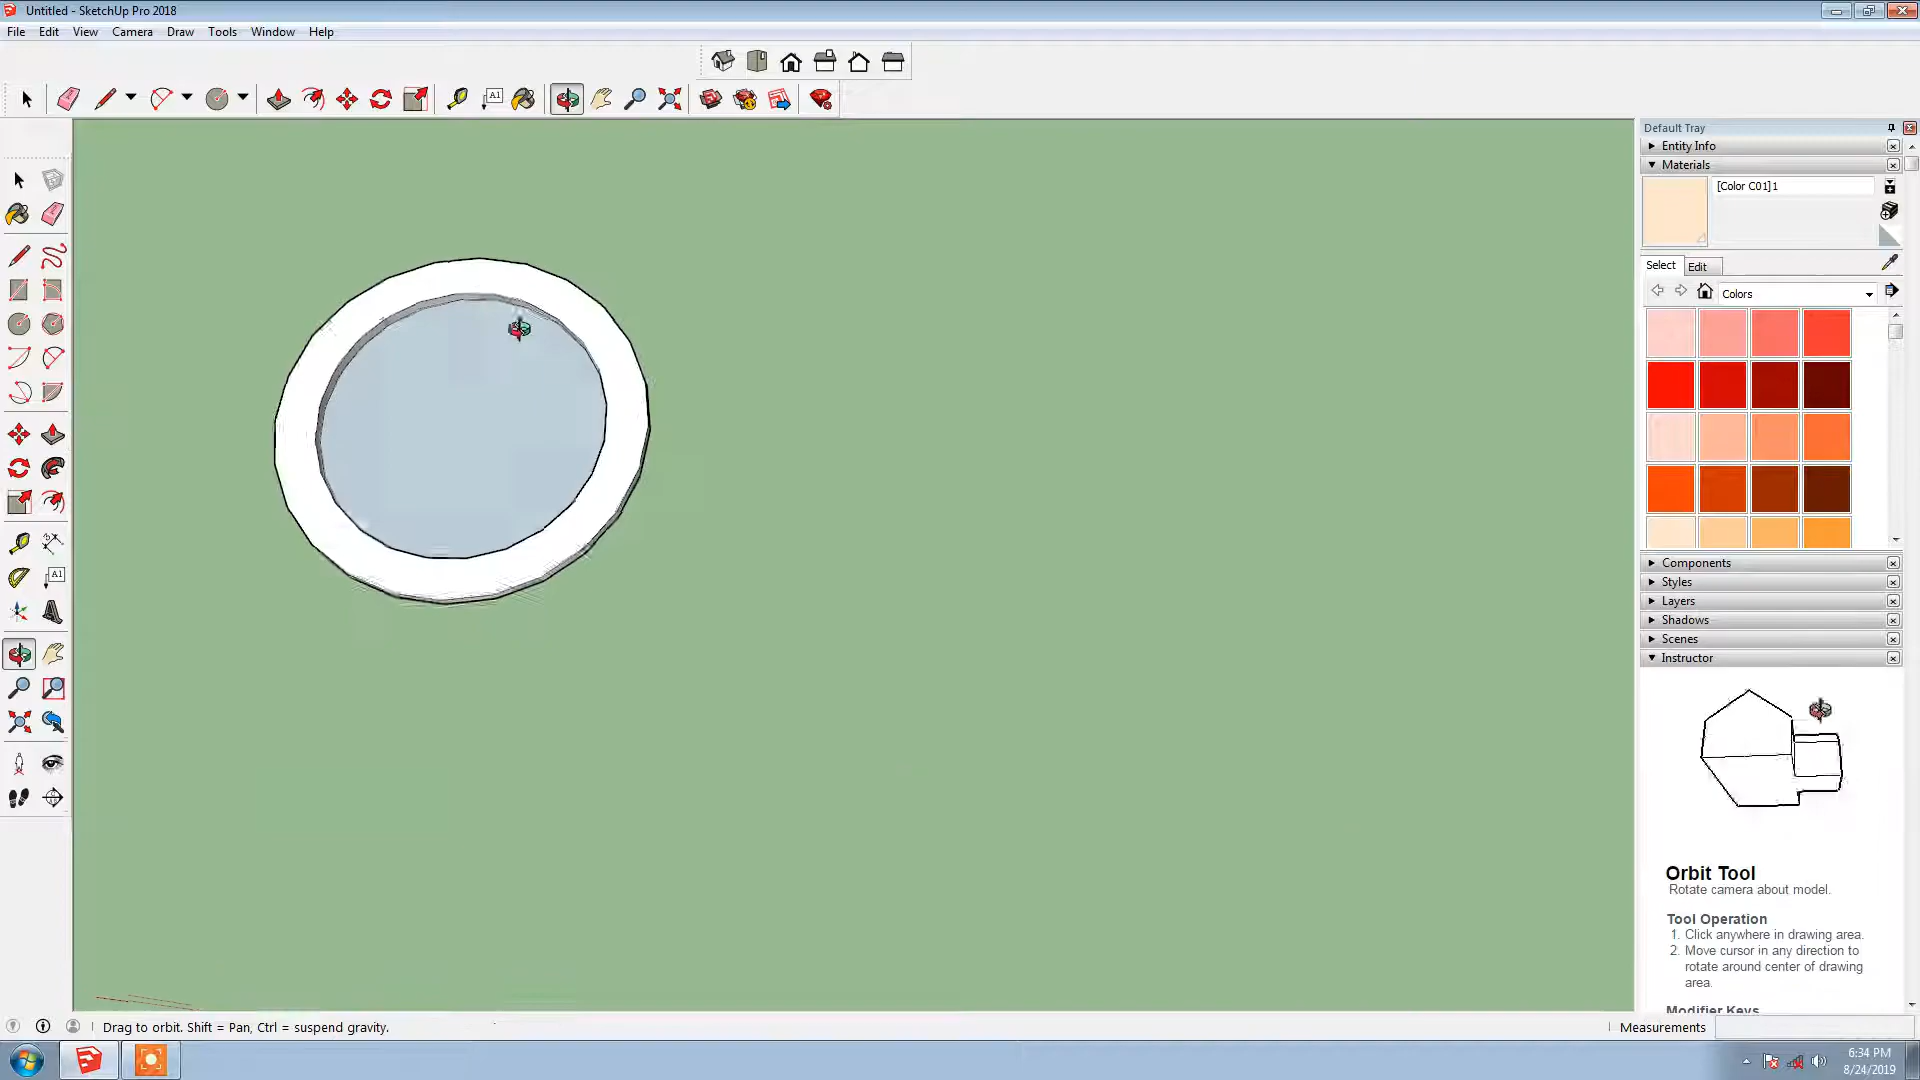 Untitled - SketchUp Pro 2018
File Edit View Camera Draw Tools Window Help
A1
Default Tray
Entity Info
Materials
[Color C01]1
Select Edit
Colors
A1
Components
Styles
Layers
Shadows
Scenes
Instructor
Orbit Tool
Rotate camera about model.
Tool Operation
1. Click anywhere in drawing area.
2. Move cursor in any direction to
rotate around center of drawing
area.
Modifier Keys
Drag to orbit. Shift = Pan, Ctrl = suspend gravity.
Measurements
6:34 PM
8/24/2019